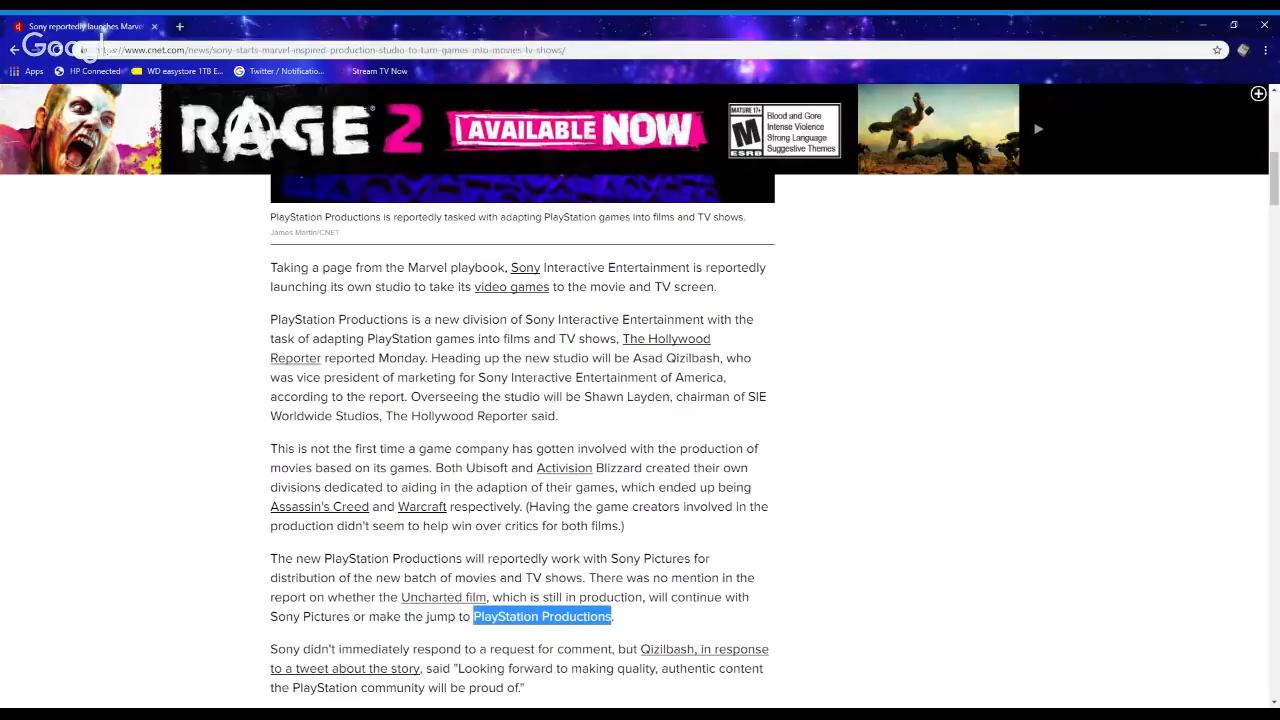 Sony reportedly launches Marvel
Google
//www.cnet.com/news/sony-starts-marvel-inspired-production-studio-to-turn-games-into-movies-tv-shows/
Apps HP Connected WD easystore 1TB E... Twitter / Notificatio... Stream TV Now
RAGE 2
AVAILABLE NOW
MATURE 17+
M
ESRB
Blood and Gore
Intense Violence
Strong Language
Suggestive Themes
PlayStation Productions is reportedly tasked with adapting PlayStation games into films and TV shows.
James Martin/CNET
Taking a page from the Marvel playbook, Sony Interactive Entertainment is reportedly
launching its own studio to take its video games to the movie and TV screen.
PlayStation Productions is a new division of Sony Interactive Entertainment with the
task of adapting PlayStation games into films and TV shows, The Hollywood
Reporter reported Monday. Heading up the new studio will be Asad Qizilbash, who
was vice president of marketing for Sony Interactive Entertainment of America,
according to the report. Overseeing the studio will be Shawn Layden, chairman of SIE
Worldwide Studios, The Hollywood Reporter said.
This is not the first time a game company has gotten involved with the production of
movies based on its games. Both Ubisoft and Activision Blizzard created their own
divisions dedicated to aiding in the adaption of their games, which ended up being
Assassin's Creed and Warcraft respectively. (Having the game creators involved in the
production didn't seem to help win over critics for both films.)
The new PlayStation Productions will reportedly work with Sony Pictures for
distribution of the new batch of movies and TV shows. There was no mention in the
report on whether the Uncharted film, which is still in production, will continue with
Sony Pictures or make the jump to PlayStation Productions.
Sony didn't immediately respond to a request for comment, but Qizilbash, in response
to a tweet about the story, said "Looking forward to making quality, authentic content
the PlayStation community will be proud of."